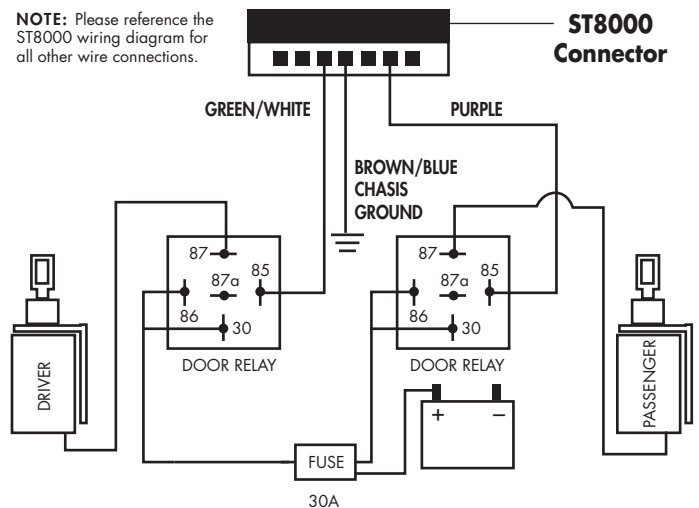 NOTE: Please reference the
ST8000 wiring diagram for
all other wire connections.
ST8000
Connector
GREEN/WHITE
PURPLE
BROWN/BLUE
CHASIS
GROUND
87
87a
85
86
30
DOOR RELAY
87
87a
85
86
30
DOOR RELAY
DRIVER
PASSENGER
+
–
FUSE
30A